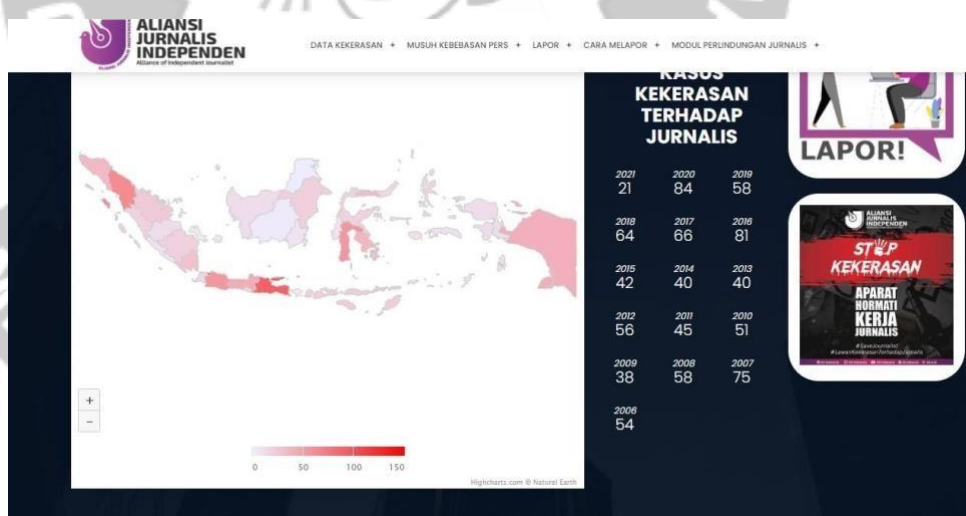 ALIANSI
JURNALIS
INDEPENDEN
Alliance of Independent Journalist
DATA KEKERASAN + MUSUH KEBEBASAN PERS + LAPOR + CARA MELAPOR + MODUL PERLINDUNGAN JURNALIS +
KASUS
KEKERASAN
TERHADAP
JURNALIS
2021 2020 2019
21 84 58
2018 2017 2016
64 66 81
2015 2014 2013
42 40 40
2012 2011 2010
56 45 51
2009 2008 2007
38 58 75
2006
54
+
-
0 50 100 150
Highcharts.com © Natural Earth
LAPOR!
ALIANSI
JURNALIS
INDEPENDEN
STOP
KEKERASAN
APARAT
HORMATI
KERJA
JURNALIS
#SaveJournalist
#LawanKekerasanTerhadapJurnalis